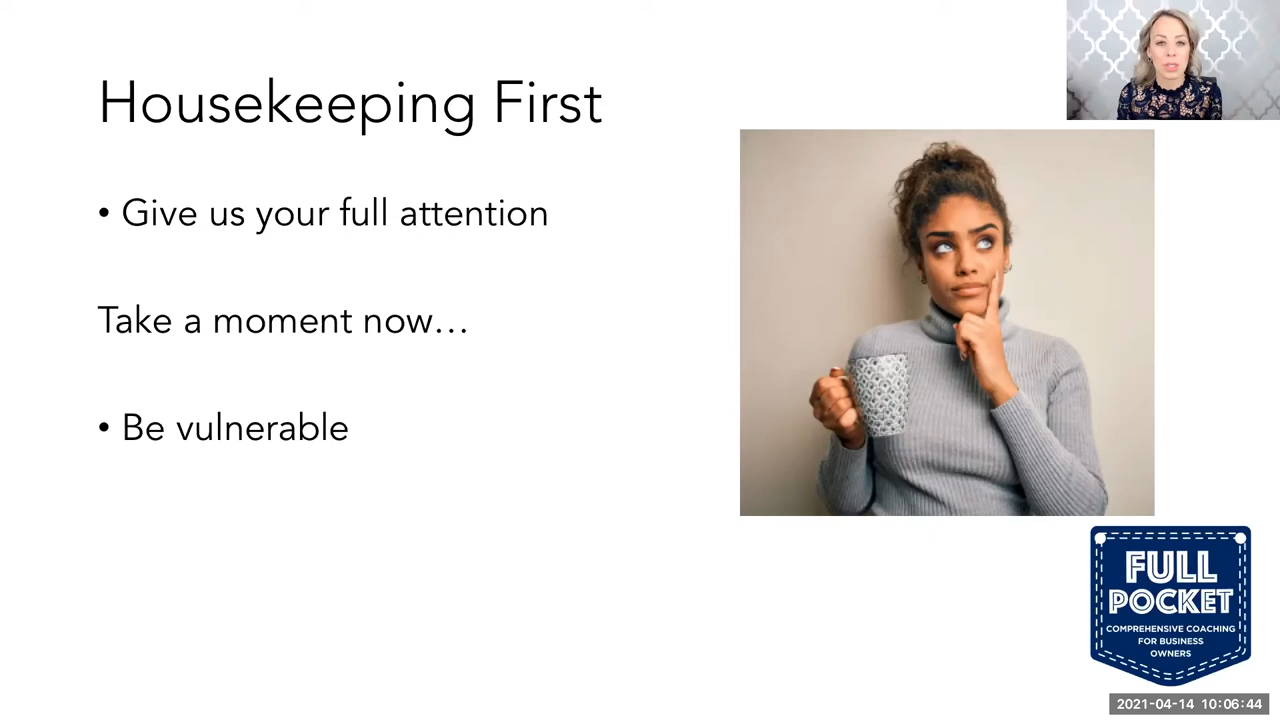 Housekeeping First
• Give us your full attention
Take a moment now…
• Be vulnerable
FULL
POCKET
COMPREHENSIVE COACHING
FOR BUSINESS
OWNERS
2021-04-14 10:06:44